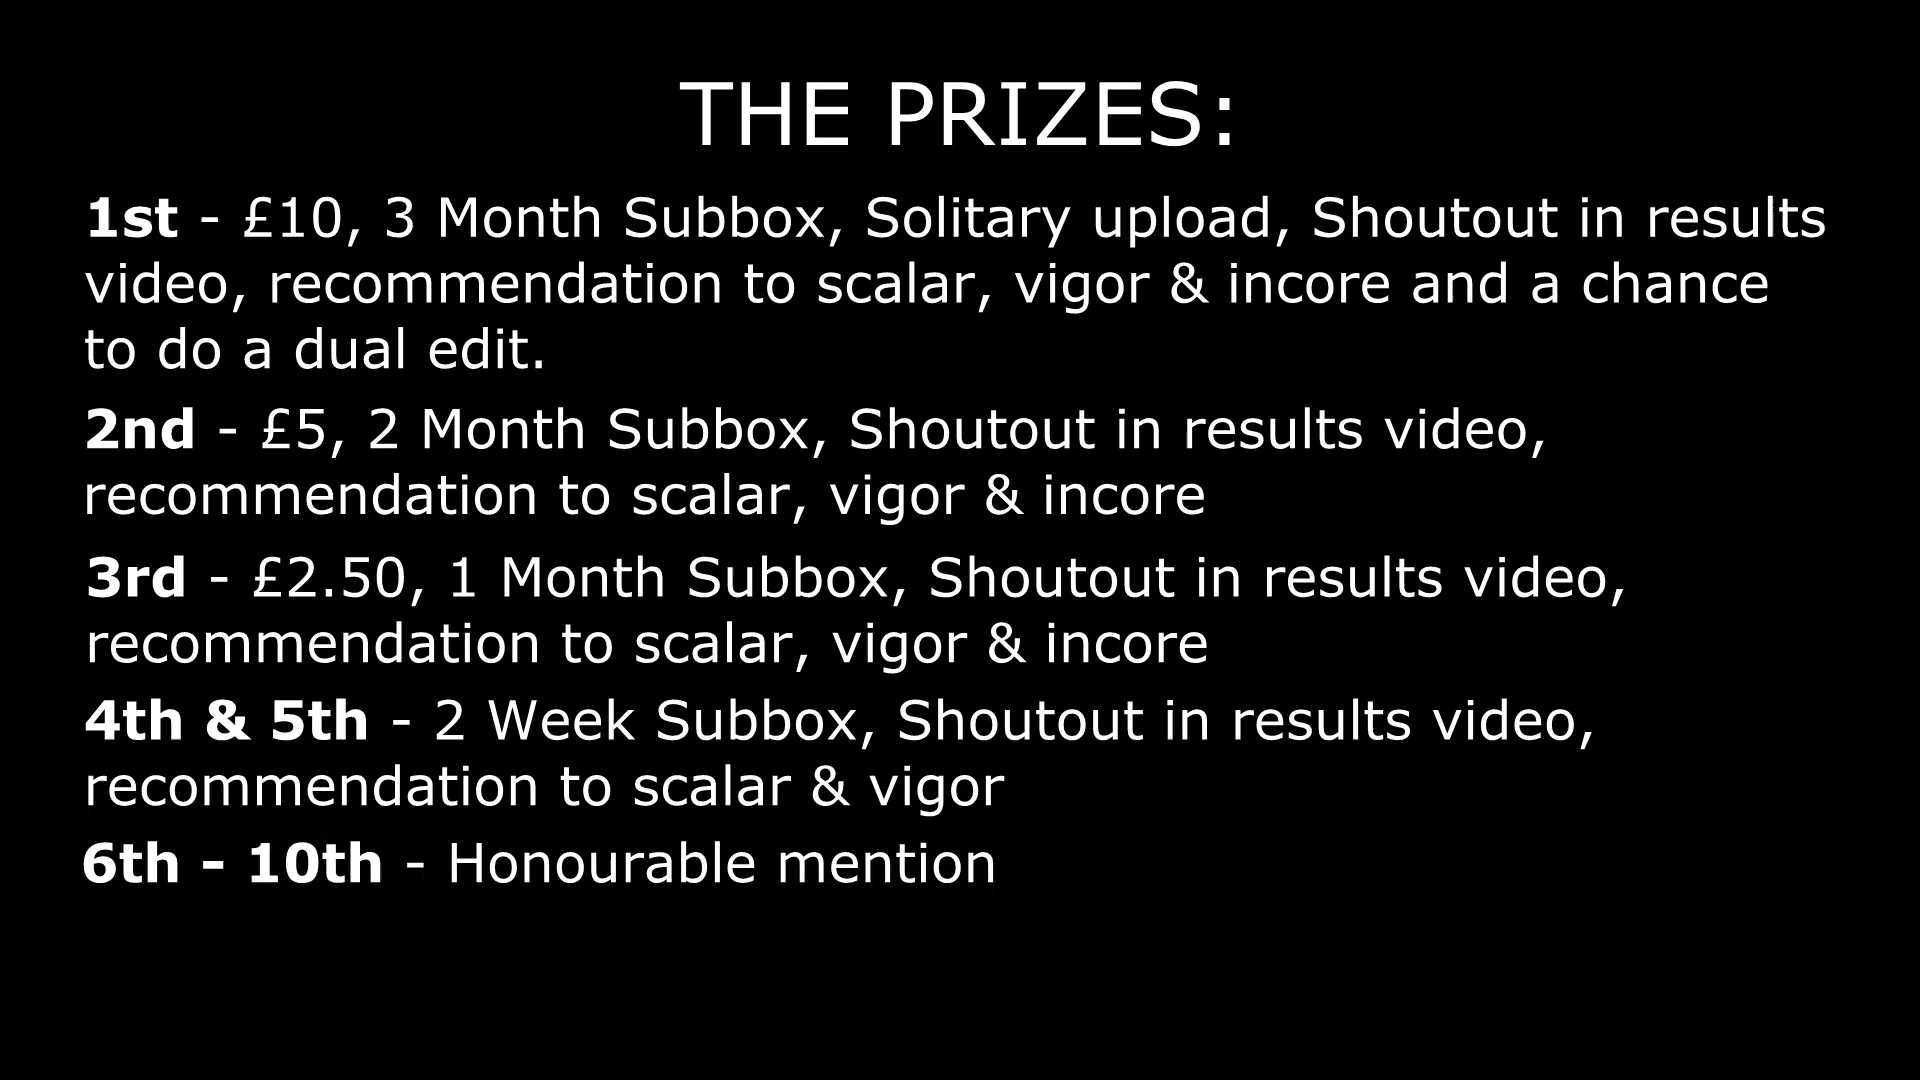 THE PRIZES:
1st - £10, 3 Month Subbox, Solitary upload, Shoutout in results
video, recommendation to scalar, vigor & incore and a chance
to do a dual edit.
2nd - £5, 2 Month Subbox, Shoutout in results video,
recommendation to scalar, vigor & incore
3rd - £2.50, 1 Month Subbox, Shoutout in results video,
recommendation to scalar, vigor & incore
4th & 5th - 2 Week Subbox, Shoutout in results video,
recommendation to scalar & vigor
6th - 10th - Honourable mention